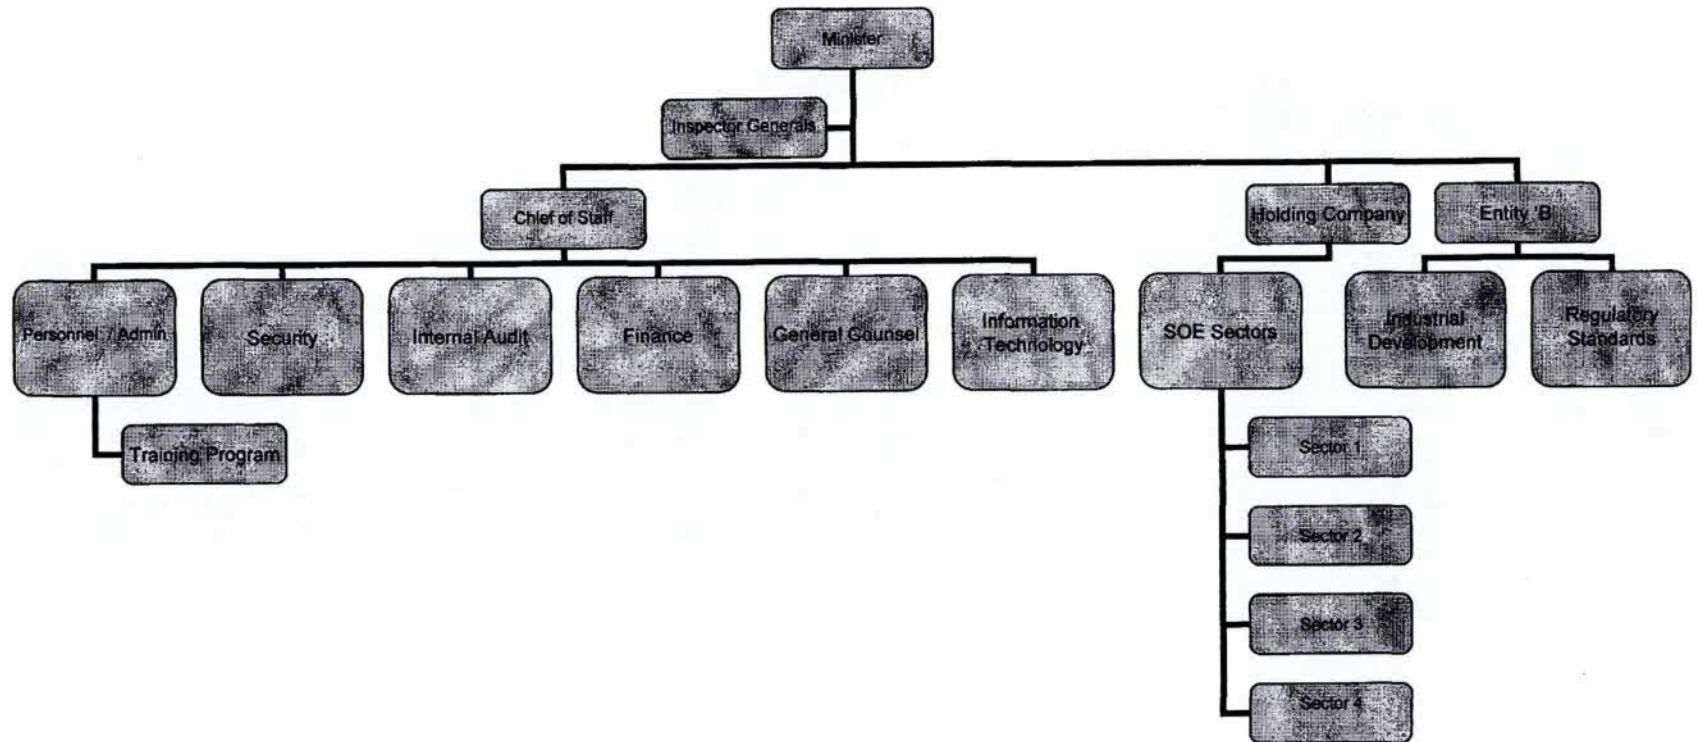 Minister
Inspector Generals
Chief of Staff
Holding Company
Entity 'B'
Personnel / Admin
Security
Internal Audit
Finance
General Counsel
Information
Technology
SOE Sectors
Industrial
Development
Regulatory
Standards
Training Program
Sector 1
Sector 2
Sector 3
Sector 4